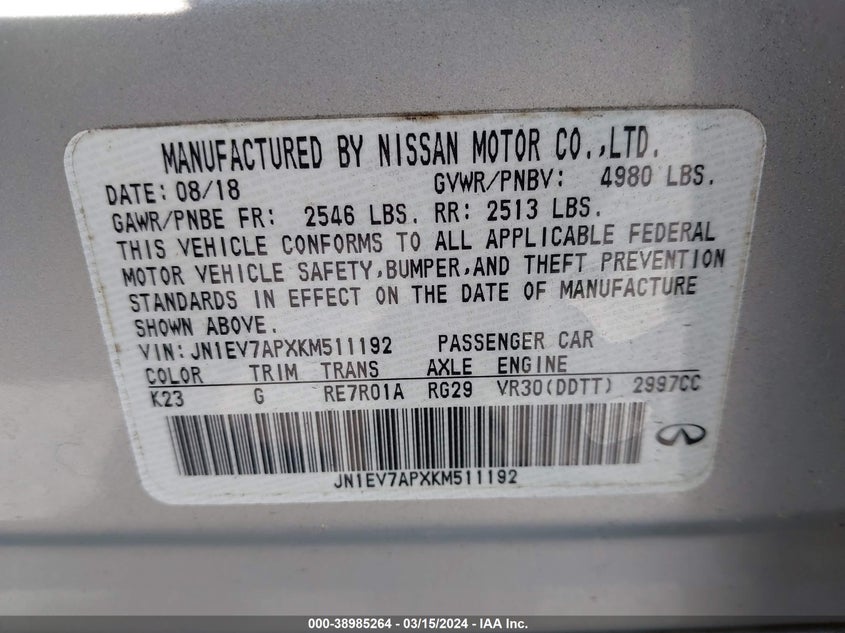 MANUFACTURED BY NISSAN MOTOR CO.,LTD.
DATE: 08/18 GVWR/PNBV: 4980 LBS.
GAWR/PNBE FR: 2546 LBS. RR: 2513 LBS.
THIS VEHICLE CONFORMS TO ALL APPLICABLE FEDERAL
MOTOR VEHICLE SAFETY,BUMPER,AND THEFT PREVENTION
STANDARDS IN EFFECT ON THE DATE OF MANUFACTURE
SHOWN ABOVE.
VIN: JN1EV7APXKM511192 PASSENGER CAR
COLOR TRIM TRANS AXLE ENGINE
K23 G RE7R01A RG29 VR30(DDTT) 2997CC
JN1EV7APXKM511192
000-38985264 - 03/15/2024 - IAA Inc.